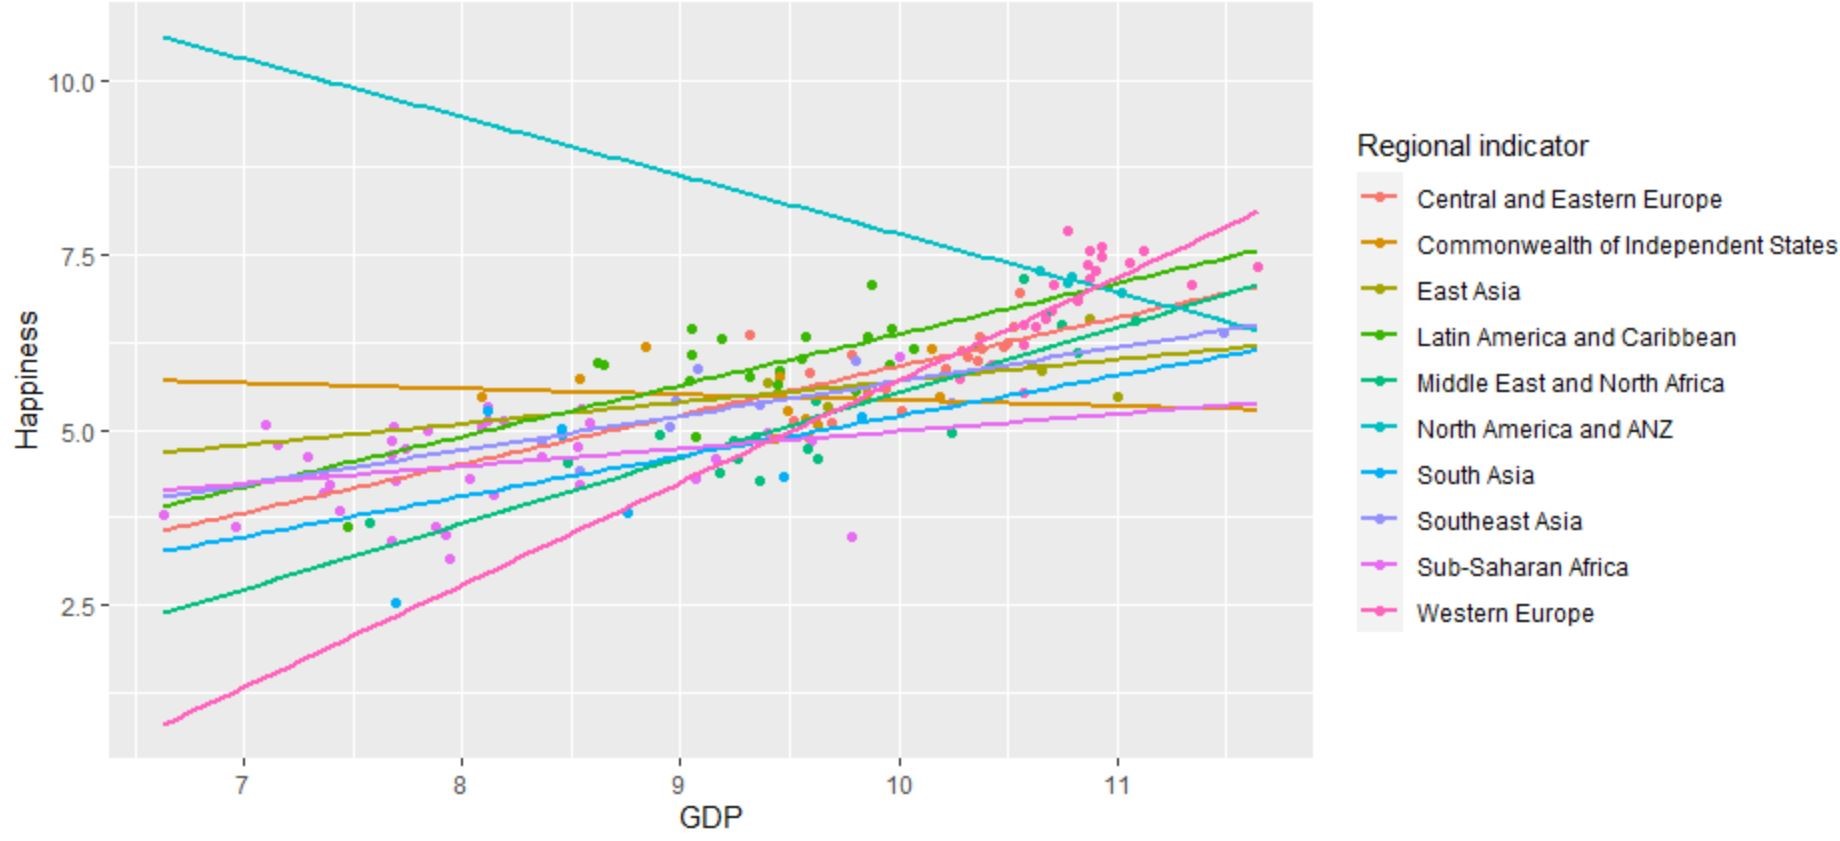 10.0
7.5
5.0
2.5
Happiness
7 8 9 10 11
GDP
Regional indicator
Central and Eastern Europe
Commonwealth of Independent States
East Asia
Latin America and Caribbean
Middle East and North Africa
North America and ANZ
South Asia
Southeast Asia
Sub-Saharan Africa
Western Europe